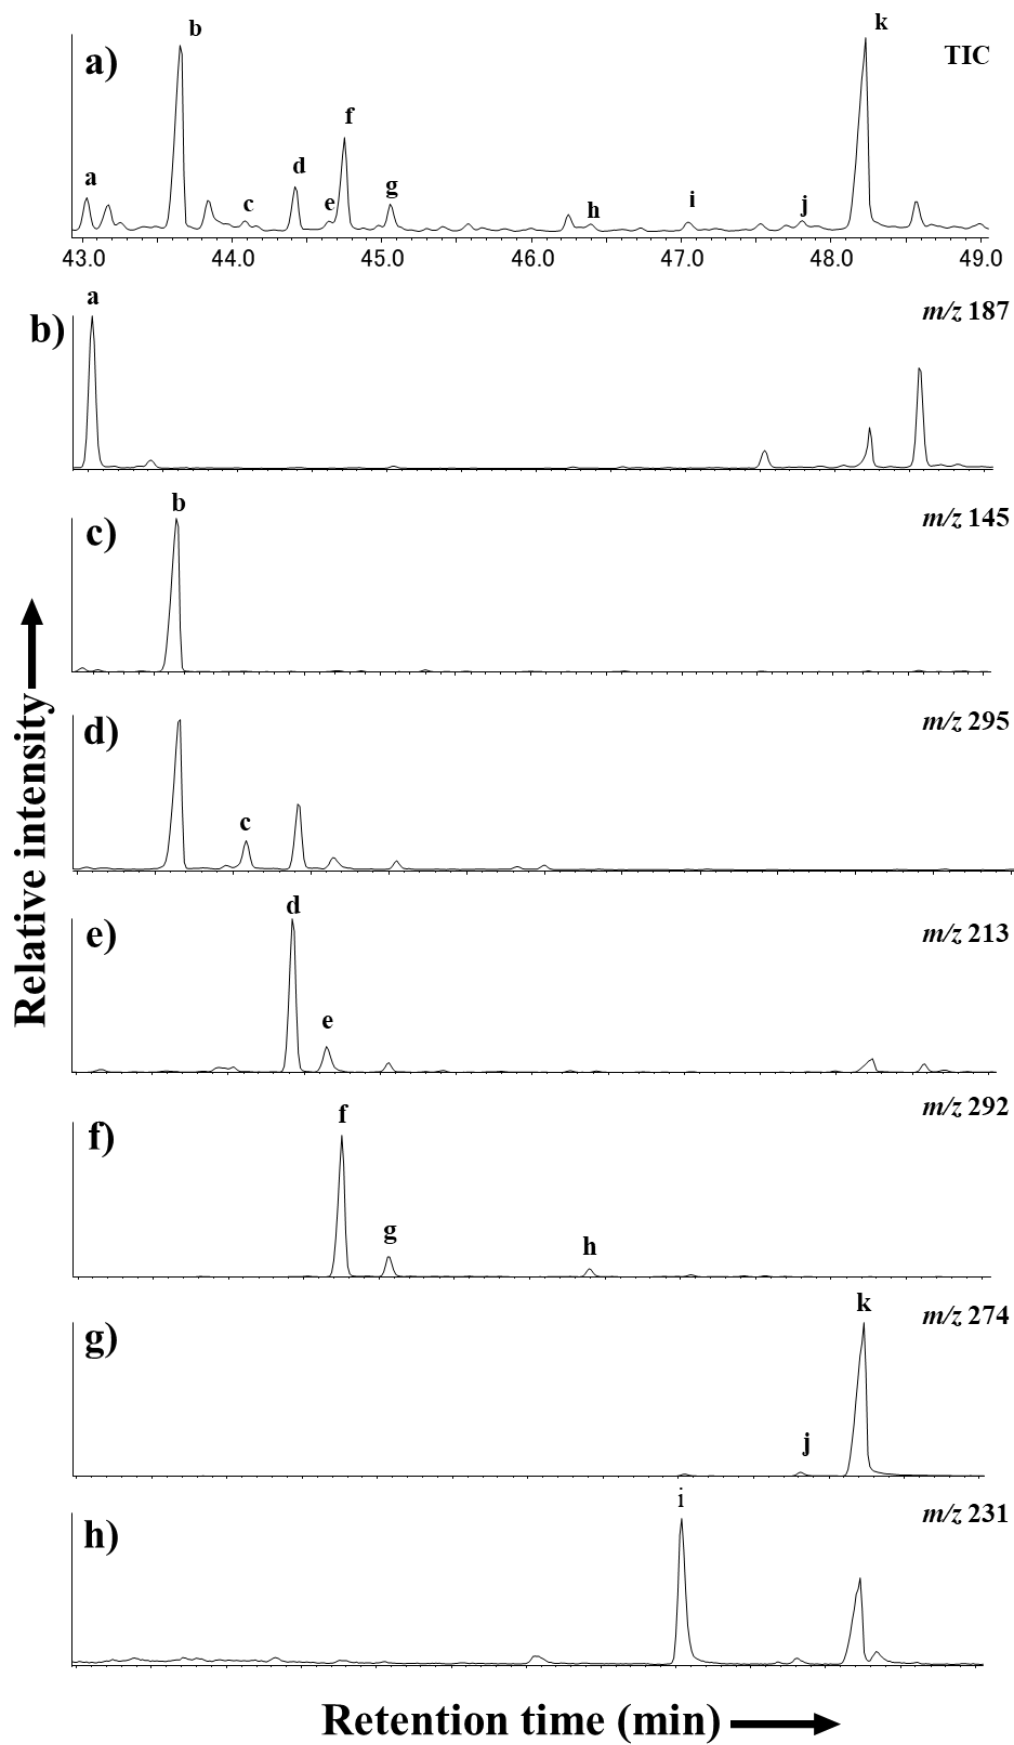 b
k
a)
TIC
f
a
d
g
c
e
h
i
j
43.0 44.0 45.0 46.0 47.0 48.0 49.0
a
b)
m/z 187
b
c)
m/z 145
d)
m/z 295
c
d
e)
m/z 213
e
f
f)
m/z 292
g
h
k
g)
m/z 274
j
i
h)
m/z 231
Relative intensity
Retention time (min)